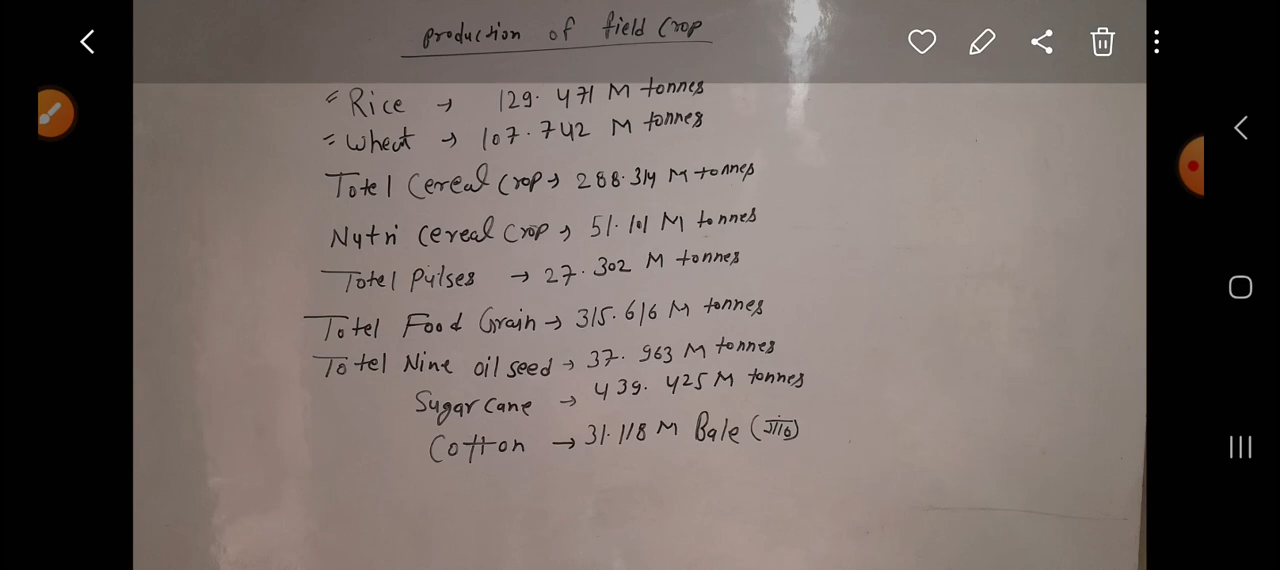 Production of field Crop
= Rice → 129.471 M tonnes
= Wheat → 107.742 M tonnes
Totel Cereal Crop → 288.314 M tonnes
Nutri Cereal Crop → 51.101 M tonnes
Totel Pulses → 27.302 M tonnes
Totel Food Grain → 315.616 M tonnes
Totel Nine oil seed → 37.963 M tonnes
Sugar cane → 439.425 M tonnes
Cotton → 31.118 M Bale (गांठ)